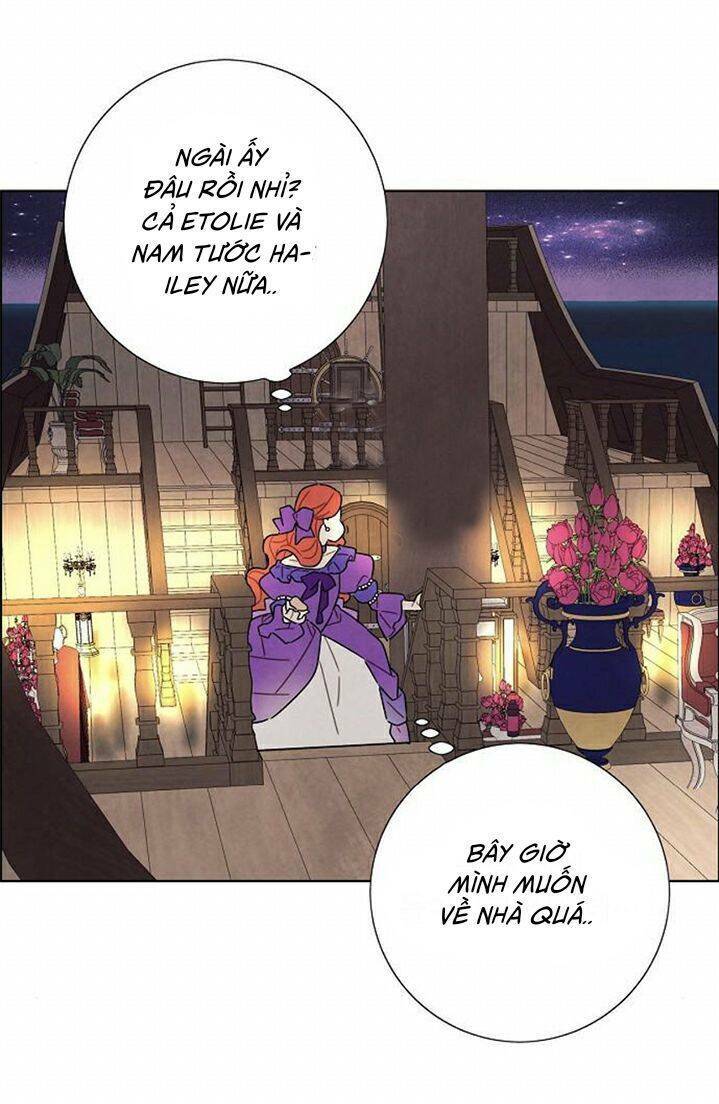 NGÀI ẤY
ĐÂU RỒI NHỈ?
CẢ ETOLIE VÀ
NAM TƯỚC HA-
ILEY NỮA..
BÂY GIỜ
MÌNH MUỐN
VỀ NHÀ QUÁ..